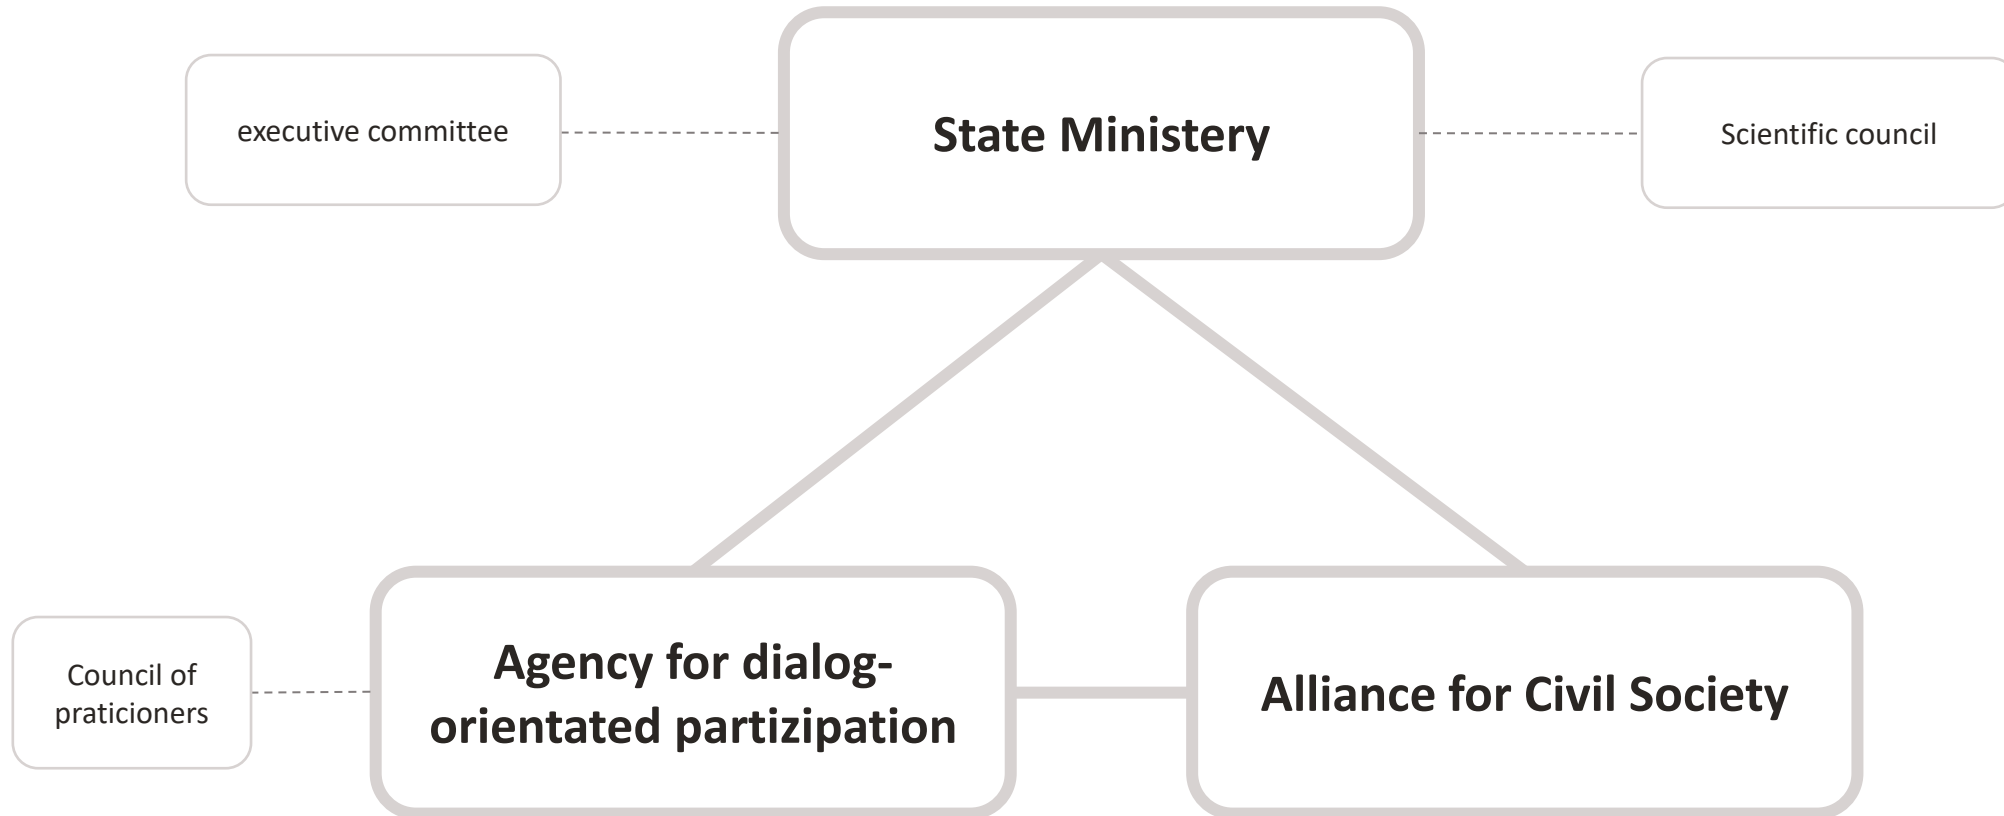 executive committee
State Ministery
Scientific council
Council of
praticioners
Agency for dialog-
orientated partizipation
Alliance for Civil Society